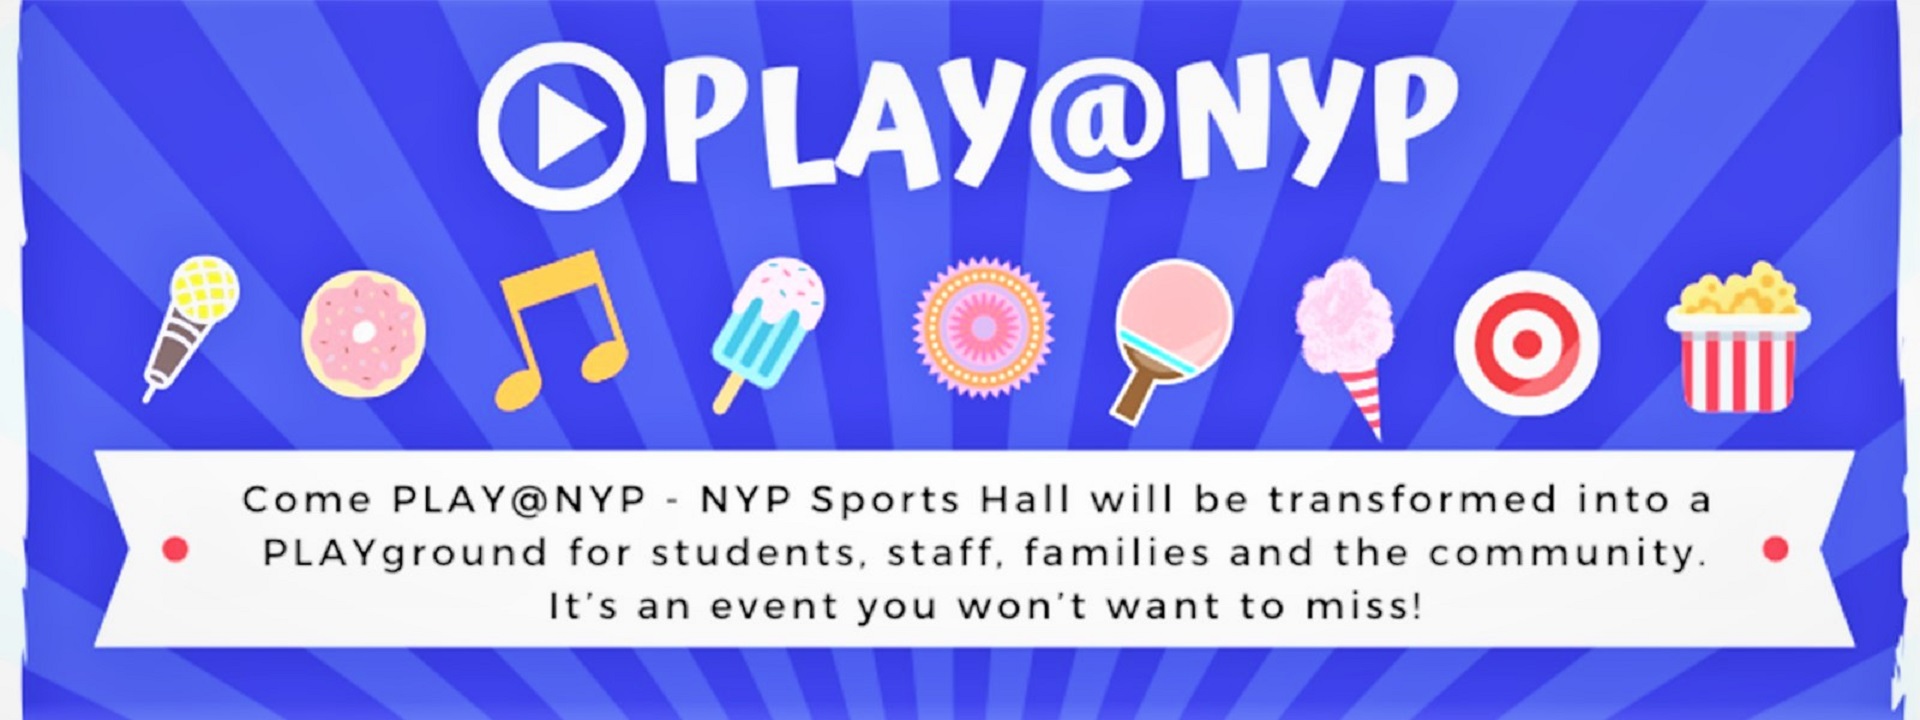 PLAY@NYP
Come PLAY@NYP - NYP Sports Hall will be transformed into a
PLAYground for students, staff, families and the community.
It's an event you won't want to miss!